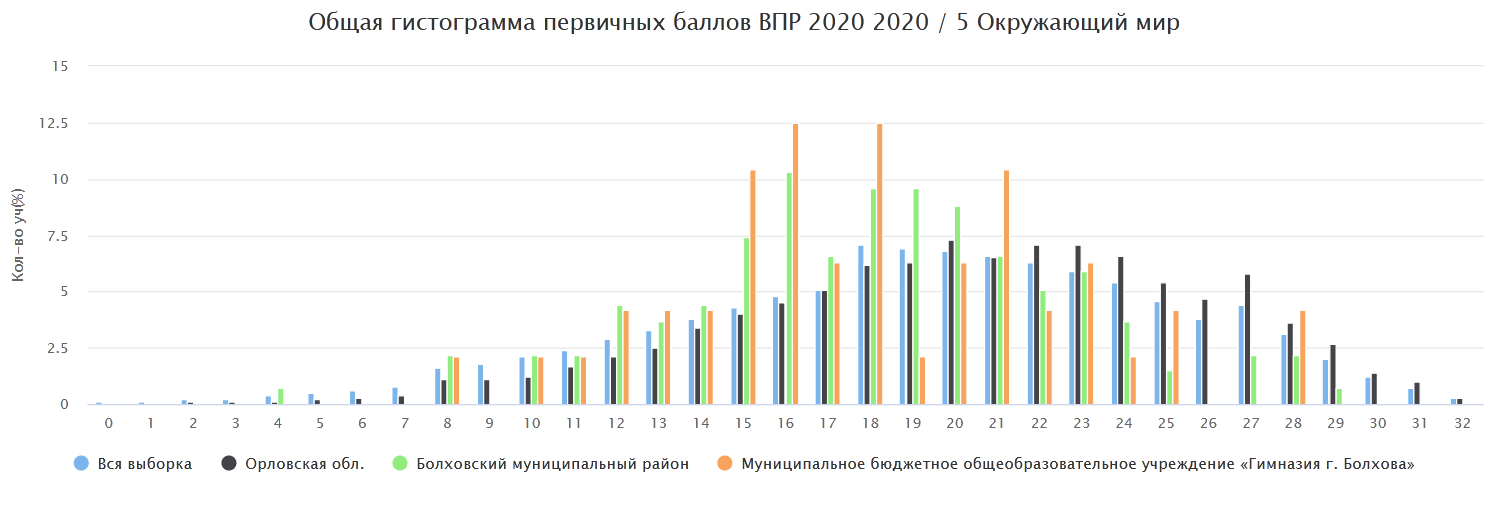 Общая гистограмма первичных баллов ВПР 2020 2020 / 5 Окружающий мир
Кол-во уч(%)
15
12.5
10
7.5
5
2.5
0
0 1 2 3 4 5 6 7 8 9 10 11 12 13 14 15 16 17 18 19 20 21 22 23 24 25 26 27 28 29 30 31 32
Вся выборка Орловская обл. Болховский муниципальный район Муниципальное бюджетное общеобразовательное учреждение «Гимназия г. Болхова»